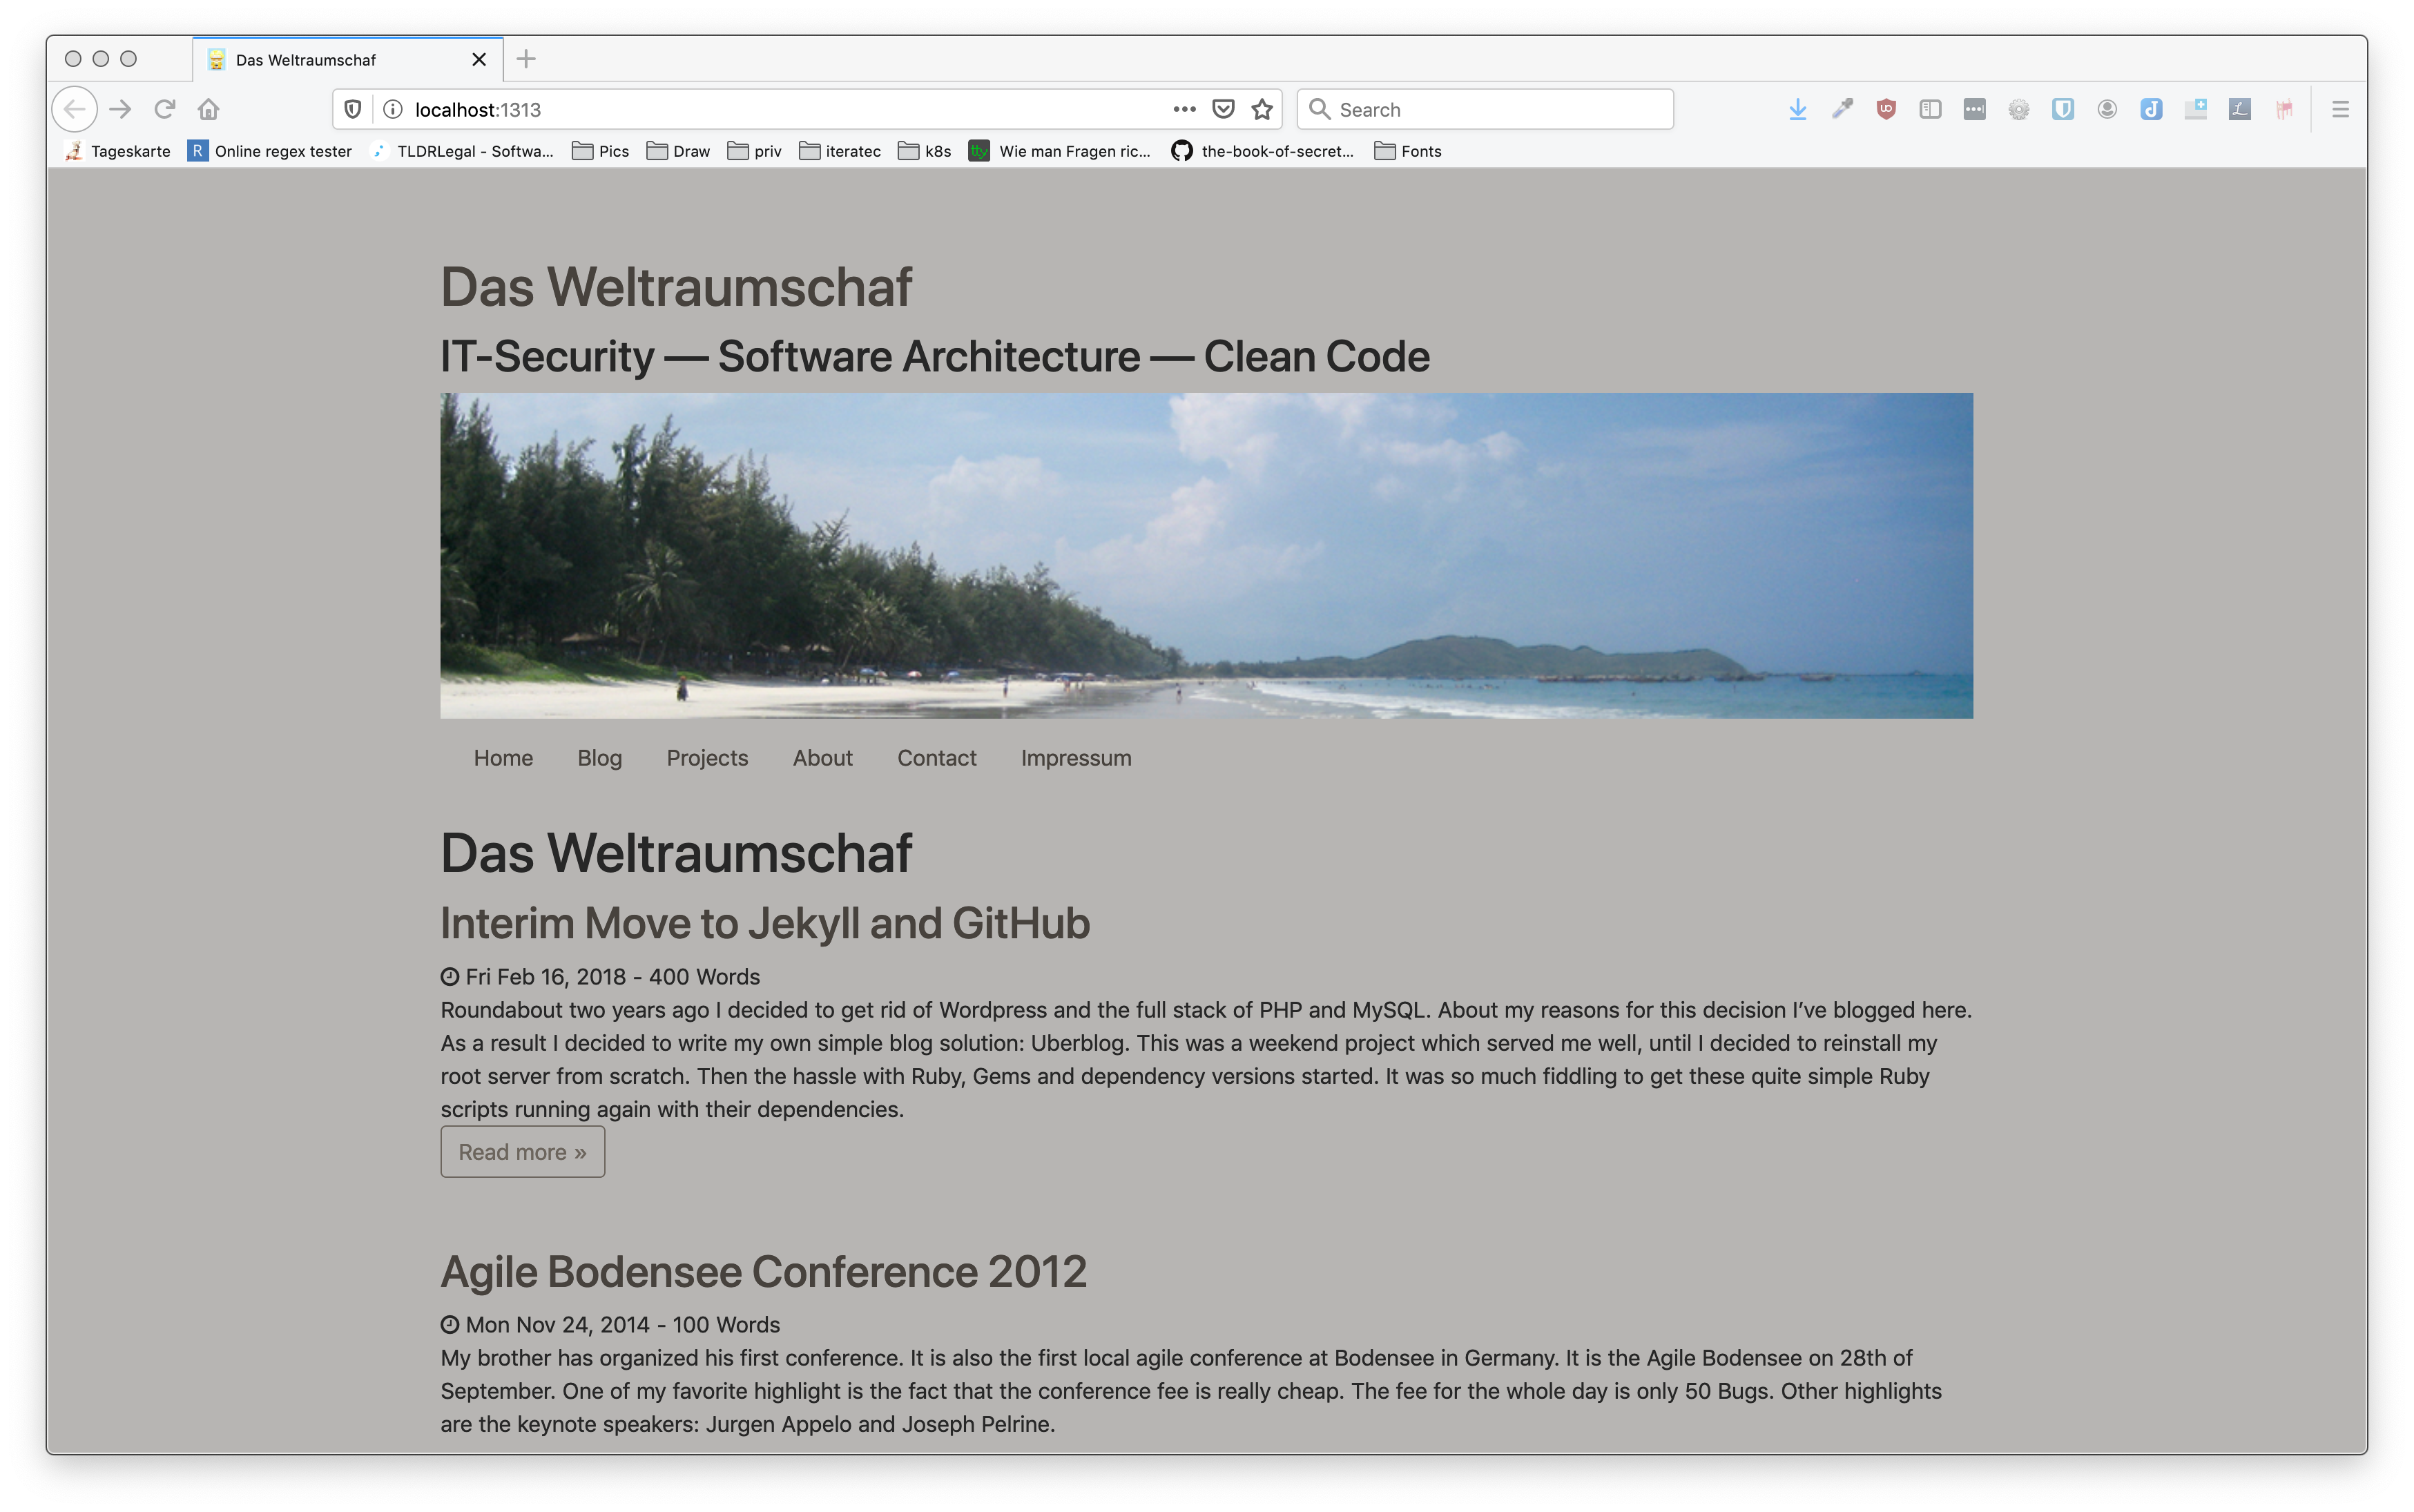 Das Weltraumschaf
localhost:1313
Search
Tageskarte
Online regex tester
TLDRLegal - Softwa...
Pics
Draw
priv
iteratec
k8s
tty
Wie man Fragen ric...
the-book-of-secret...
Fonts
Das Weltraumschaf
IT-Security — Software Architecture — Clean Code
Home Blog Projects About Contact Impressum
Das Weltraumschaf
Interim Move to Jekyll and GitHub
Fri Feb 16, 2018 - 400 Words
Roundabout two years ago I decided to get rid of Wordpress and the full stack of PHP and MySQL. About my reasons for this decision I’ve blogged here.
As a result I decided to write my own simple blog solution: Uberblog. This was a weekend project which served me well, until I decided to reinstall my
root server from scratch. Then the hassle with Ruby, Gems and dependency versions started. It was so much fiddling to get these quite simple Ruby
scripts running again with their dependencies.
Read more »
Agile Bodensee Conference 2012
Mon Nov 24, 2014 - 100 Words
My brother has organized his first conference. It is also the first local agile conference at Bodensee in Germany. It is the Agile Bodensee on 28th of
September. One of my favorite highlight is the fact that the conference fee is really cheap. The fee for the whole day is only 50 Bugs. Other highlights
are the keynote speakers: Jurgen Appelo and Joseph Pelrine.